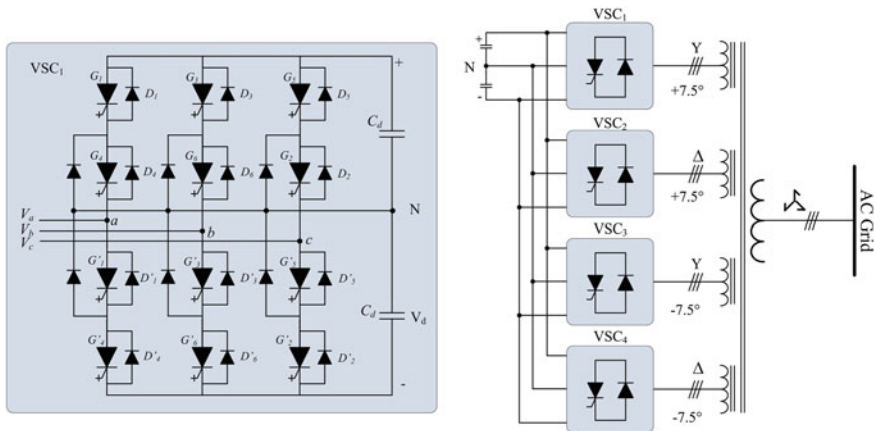 VSC1
+
G1
D1
G3
D3
G5
D5
Cd
G4
D4
G6
D6
G2
D2
N
Va
Vb
Vc
a
b
c
G'1
D'1
G'3
D'3
G'5
D'5
Cd
Vd
G'4
D'4
G'6
D'6
G'2
D'2
-
VSC1
+
N
-
Y
+7.5°
VSC2
Δ
+7.5°
VSC3
Y
-7.5°
VSC4
Δ
-7.5°
AC Grid